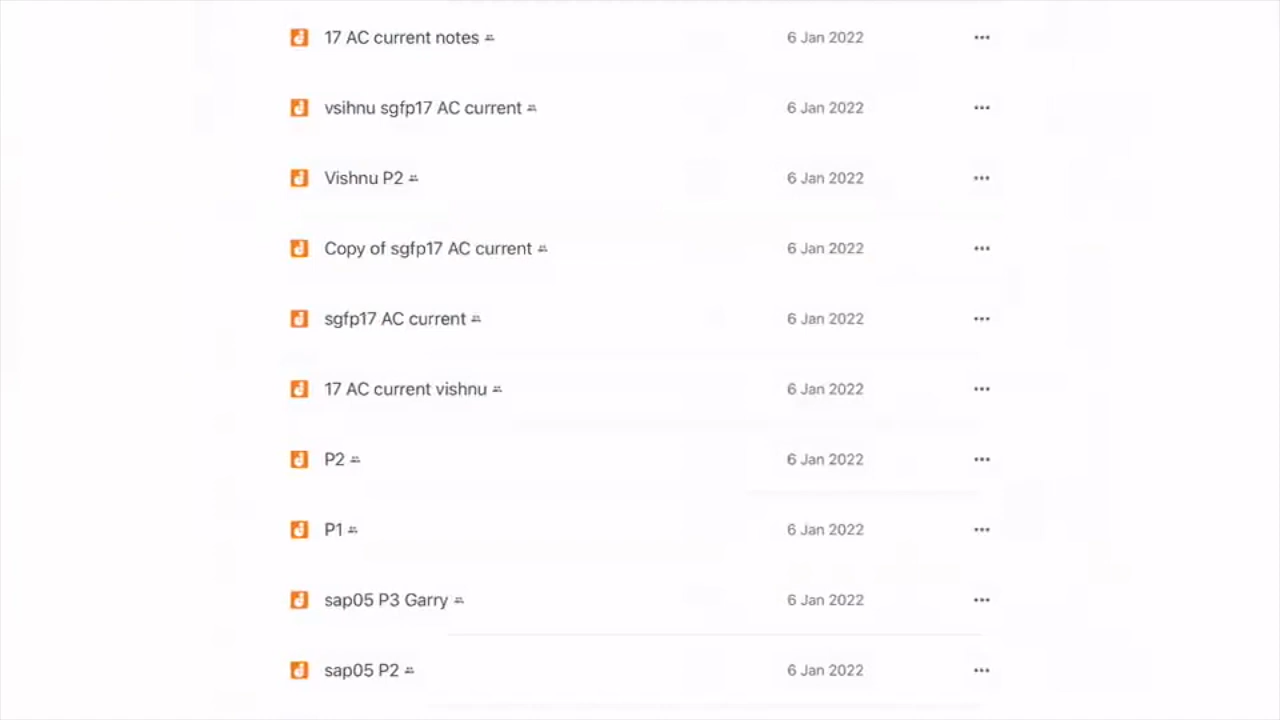 17 AC current notes 6 Jan 2022
vsihnu sgfp17 AC current 6 Jan 2022
Vishnu P2 6 Jan 2022
Copy of sgfp17 AC current 6 Jan 2022
sgfp17 AC current 6 Jan 2022
17 AC current vishnu 6 Jan 2022
P2 6 Jan 2022
P1 6 Jan 2022
sap05 P3 Garry 6 Jan 2022
sap05 P2 6 Jan 2022